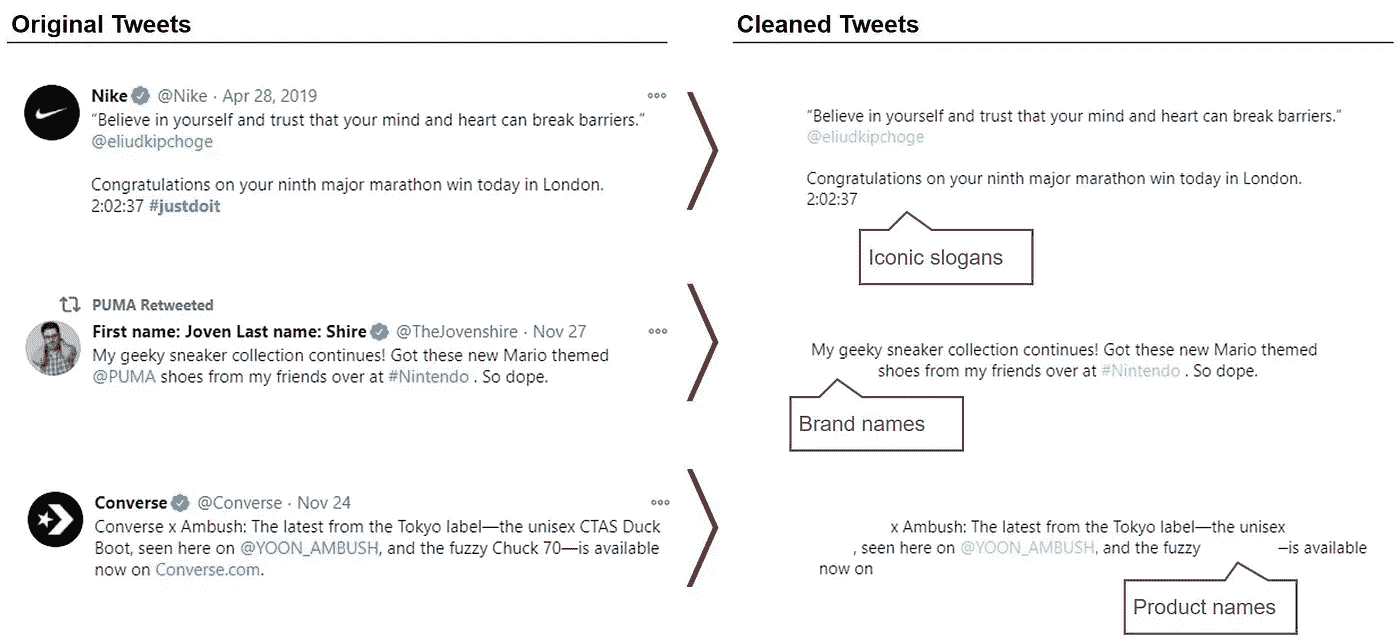 Original Tweets
Nike @Nike · Apr 28, 2019
“Believe in yourself and trust that your mind and heart can break barriers.”
@eliudkipchoge
Congratulations on your ninth major marathon win today in London.
2:02:37 #justdoit
PUMA Retweeted
First name: Joven Last name: Shire @TheJovenshire · Nov 27
My geeky sneaker collection continues! Got these new Mario themed
@PUMA shoes from my friends over at #Nintendo . So dope.
Converse @Converse · Nov 24
Converse x Ambush: The latest from the Tokyo label—the unisex CTAS Duck
Boot, seen here on @YOON_AMBUSH, and the fuzzy Chuck 70—is available
now on Converse.com.
Cleaned Tweets
“Believe in yourself and trust that your mind and heart can break barriers.”
@eliudkipchoge
Congratulations on your ninth major marathon win today in London.
2:02:37
Iconic slogans
My geeky sneaker collection continues! Got these new Mario themed
shoes from my friends over at #Nintendo . So dope.
Brand names
x Ambush: The latest from the Tokyo label—the unisex
, seen here on @YOON_AMBUSH, and the fuzzy –is available
now on
Product names